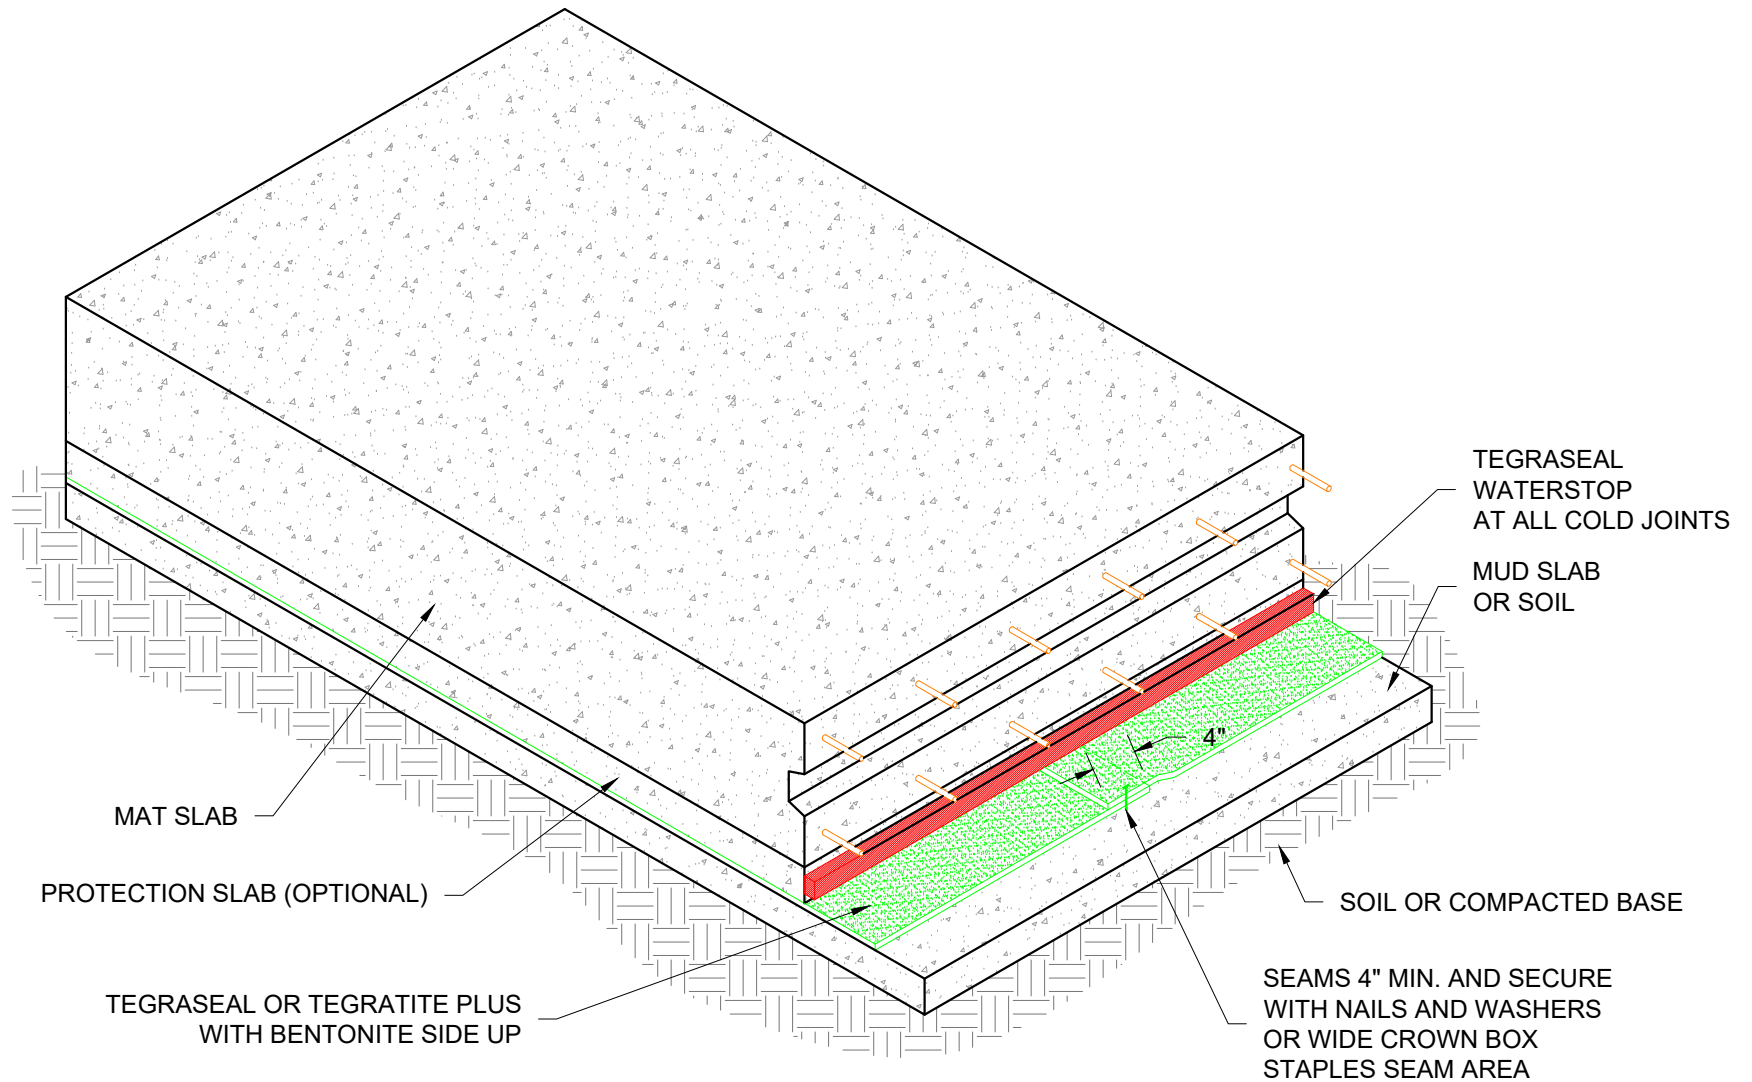 TEGRASEAL
WATERSTOP
AT ALL COLD JOINTS
MUD SLAB
OR SOIL
4"
MAT SLAB
PROTECTION SLAB (OPTIONAL)
SOIL OR COMPACTED BASE
TEGRASEAL OR TEGRATITE PLUS
WITH BENTONITE SIDE UP
SEAMS 4" MIN. AND SECURE
WITH NAILS AND WASHERS
OR WIDE CROWN BOX
STAPLES SEAM AREA